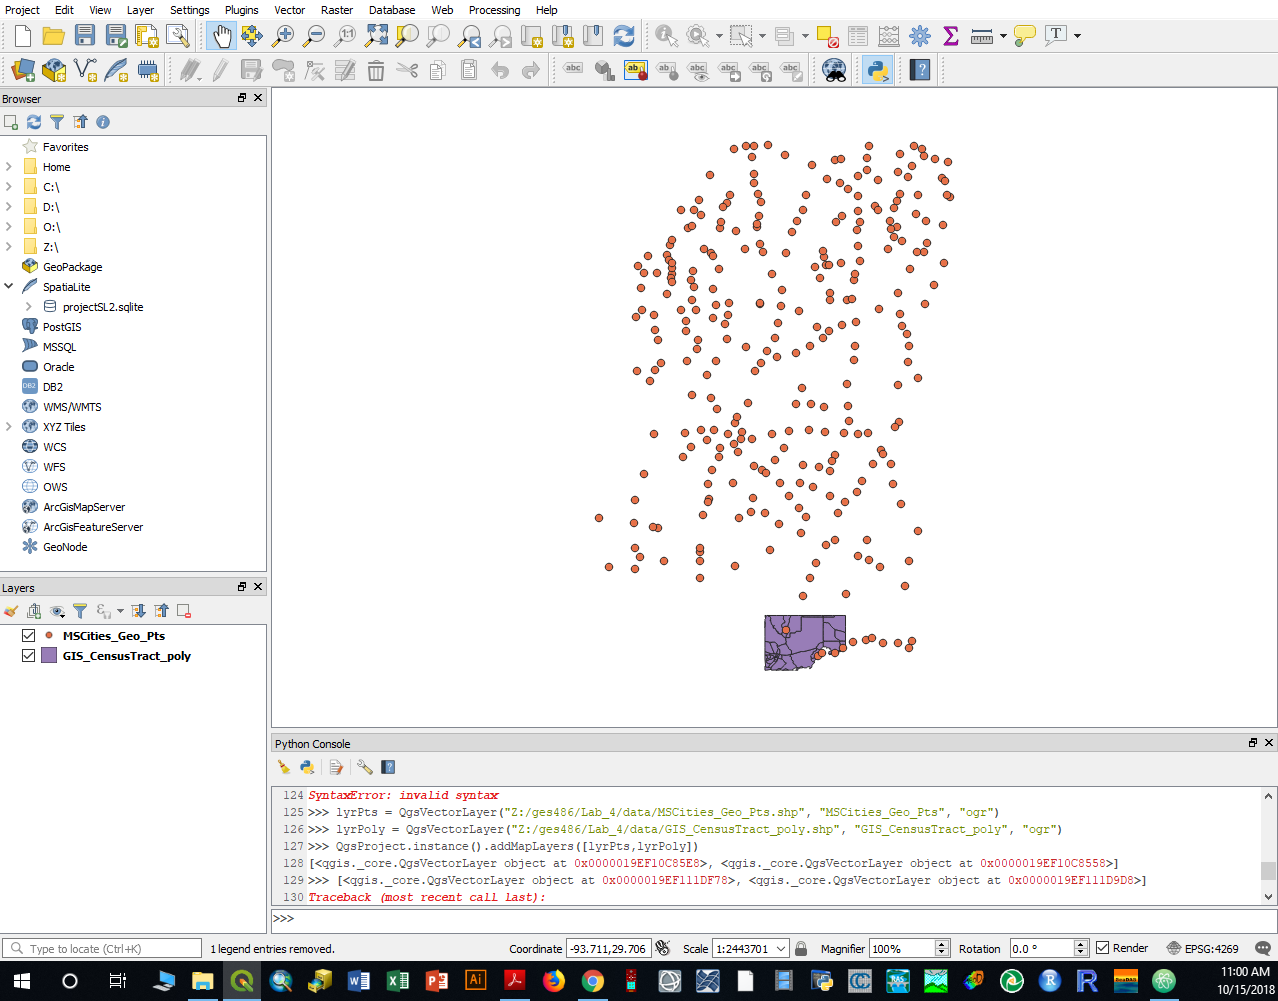 Project Edit View Layer Settings Plugins Vector Raster Database Web Processing Help
Browser
Favorites
Home
C:\
D:\
O:\
Z:\
GeoPackage
SpatiaLite
projectSL2.sqlite
PostGIS
MSSQL
Oracle
DB2
WMS/WMTS
XYZ Tiles
WCS
WFS
OWS
ArcGisMapServer
ArcGisFeatureServer
GeoNode
Layers
MSCities_Geo_Pts
GIS_CensusTract_poly
Python Console
124 SyntaxError: invalid syntax
125 >>> lyrPts = QgsVectorLayer("Z:/ges486/Lab_4/data/MSCities_Geo_Pts.shp", "MSCities_Geo_Pts", "ogr")
126 >>> lyrPoly = QgsVectorLayer("Z:/ges486/Lab_4/data/GIS_CensusTract_poly.shp", "GIS_CensusTract_poly", "ogr")
127 >>> QgsProject.instance().addMapLayers([lyrPts,lyrPoly])
128 [<qgis._core.QgsVectorLayer object at 0x0000019EF10C85E8>, <qgis._core.QgsVectorLayer object at 0x0000019EF10C8558>]
129 >>> [<qgis._core.QgsVectorLayer object at 0x0000019EF111DF78>, <qgis._core.QgsVectorLayer object at 0x0000019EF111D9D8>]
130 Traceback (most recent call last):
>>>
Type to locate (Ctrl+K) 1 legend entries removed. Coordinate -93.711,29.706 Scale 1:2443701 Magnifier 100% Rotation 0.0 ° Render EPSG:4269
11:00 AM
10/15/2018